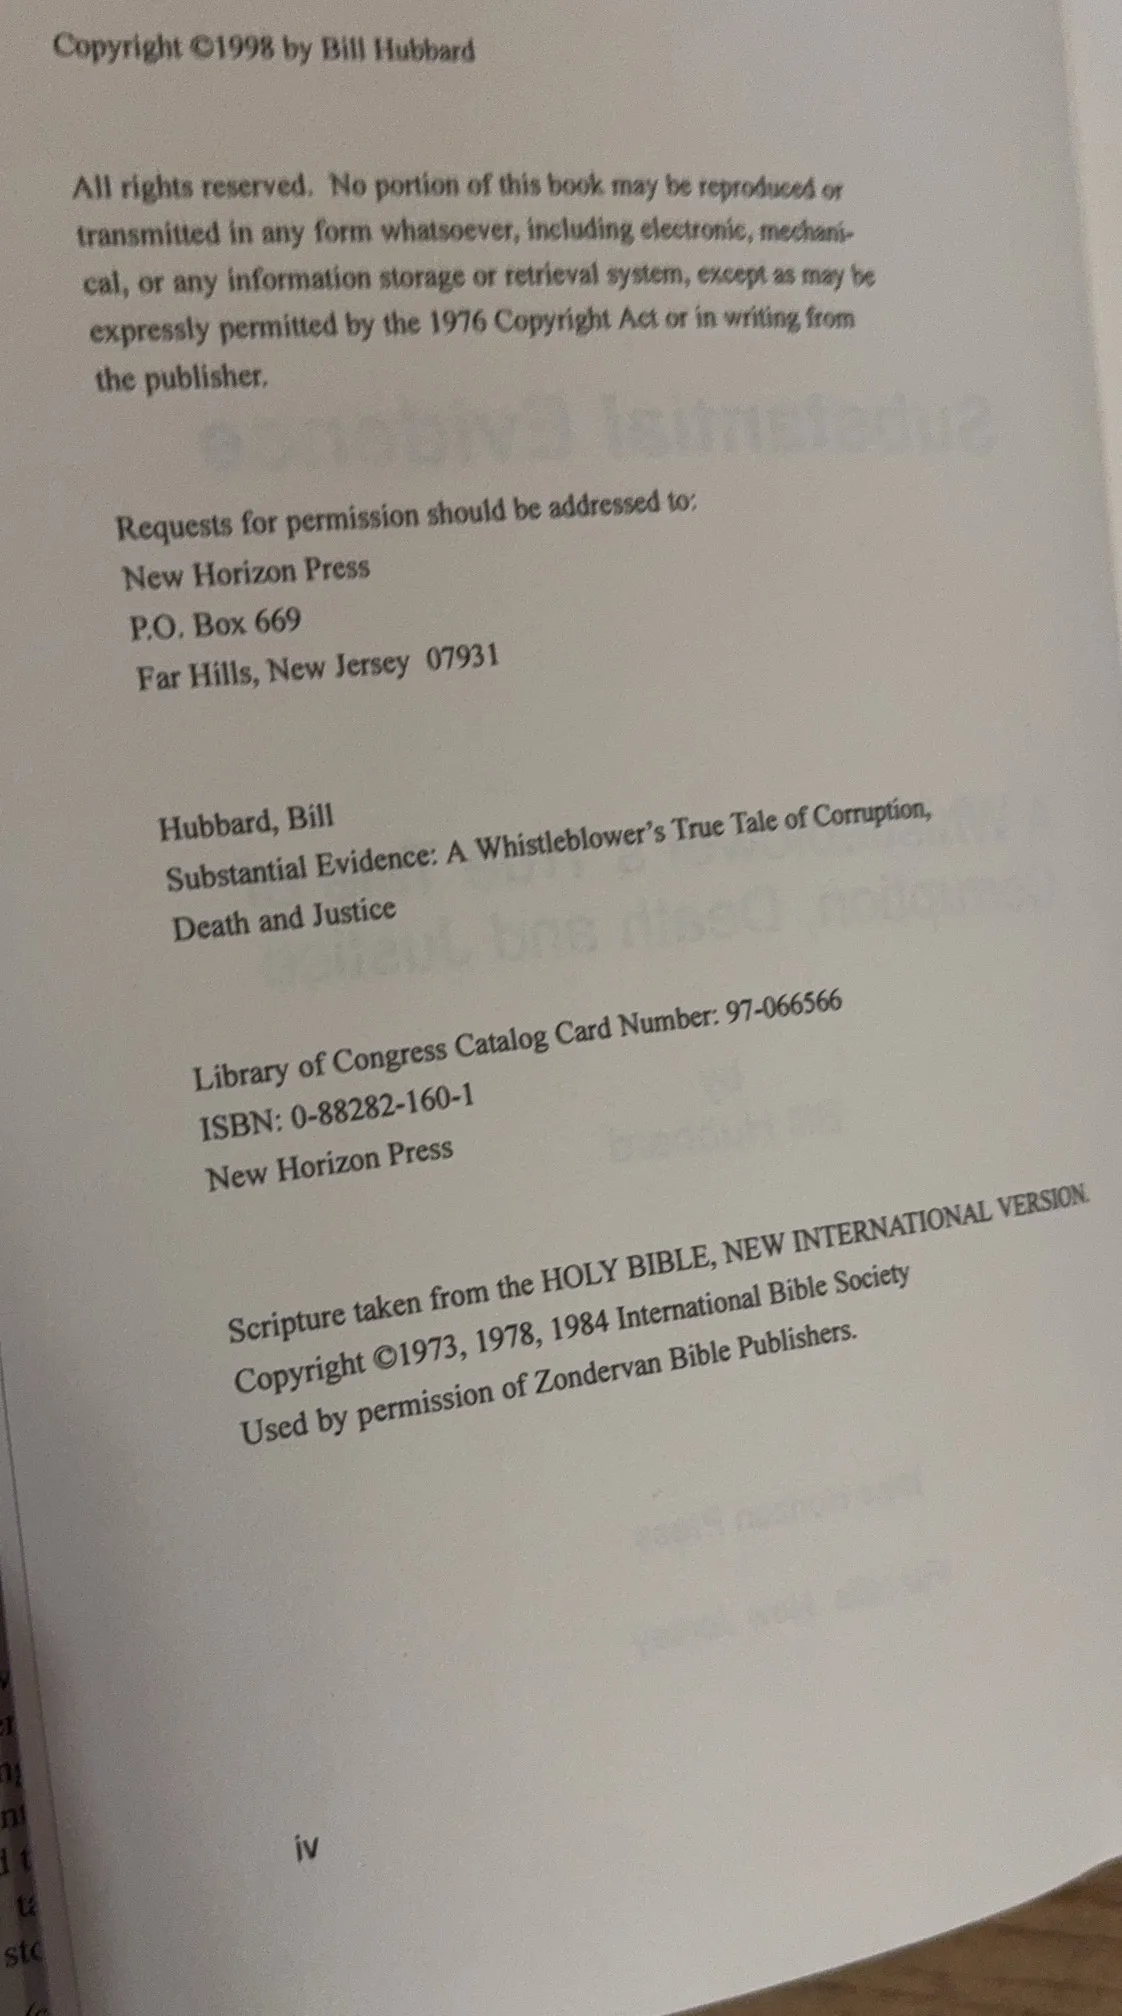 Copyright ©1998 by Bill Hubbard
All rights reserved. No portion of this book may be reproduced or
transmitted in any form whatsoever, including electronic, mechani-
cal, or any information storage or retrieval system, except as may be
expressly permitted by the 1976 Copyright Act or in writing from
the publisher.
Requests for permission should be addressed to:
New Horizon Press
P.O. Box 669
Far Hills, New Jersey 07931
Hubbard, Bill
Substantial Evidence: A Whistleblower's True Tale of Corruption,
Death and Justice
Library of Congress Catalog Card Number: 97-066566
ISBN: 0-88282-160-1
New Horizon Press
Scripture taken from the HOLY BIBLE, NEW INTERNATIONAL VERSION.
Copyright ©1973, 1978, 1984 International Bible Society
Used by permission of Zondervan Bible Publishers.
iv